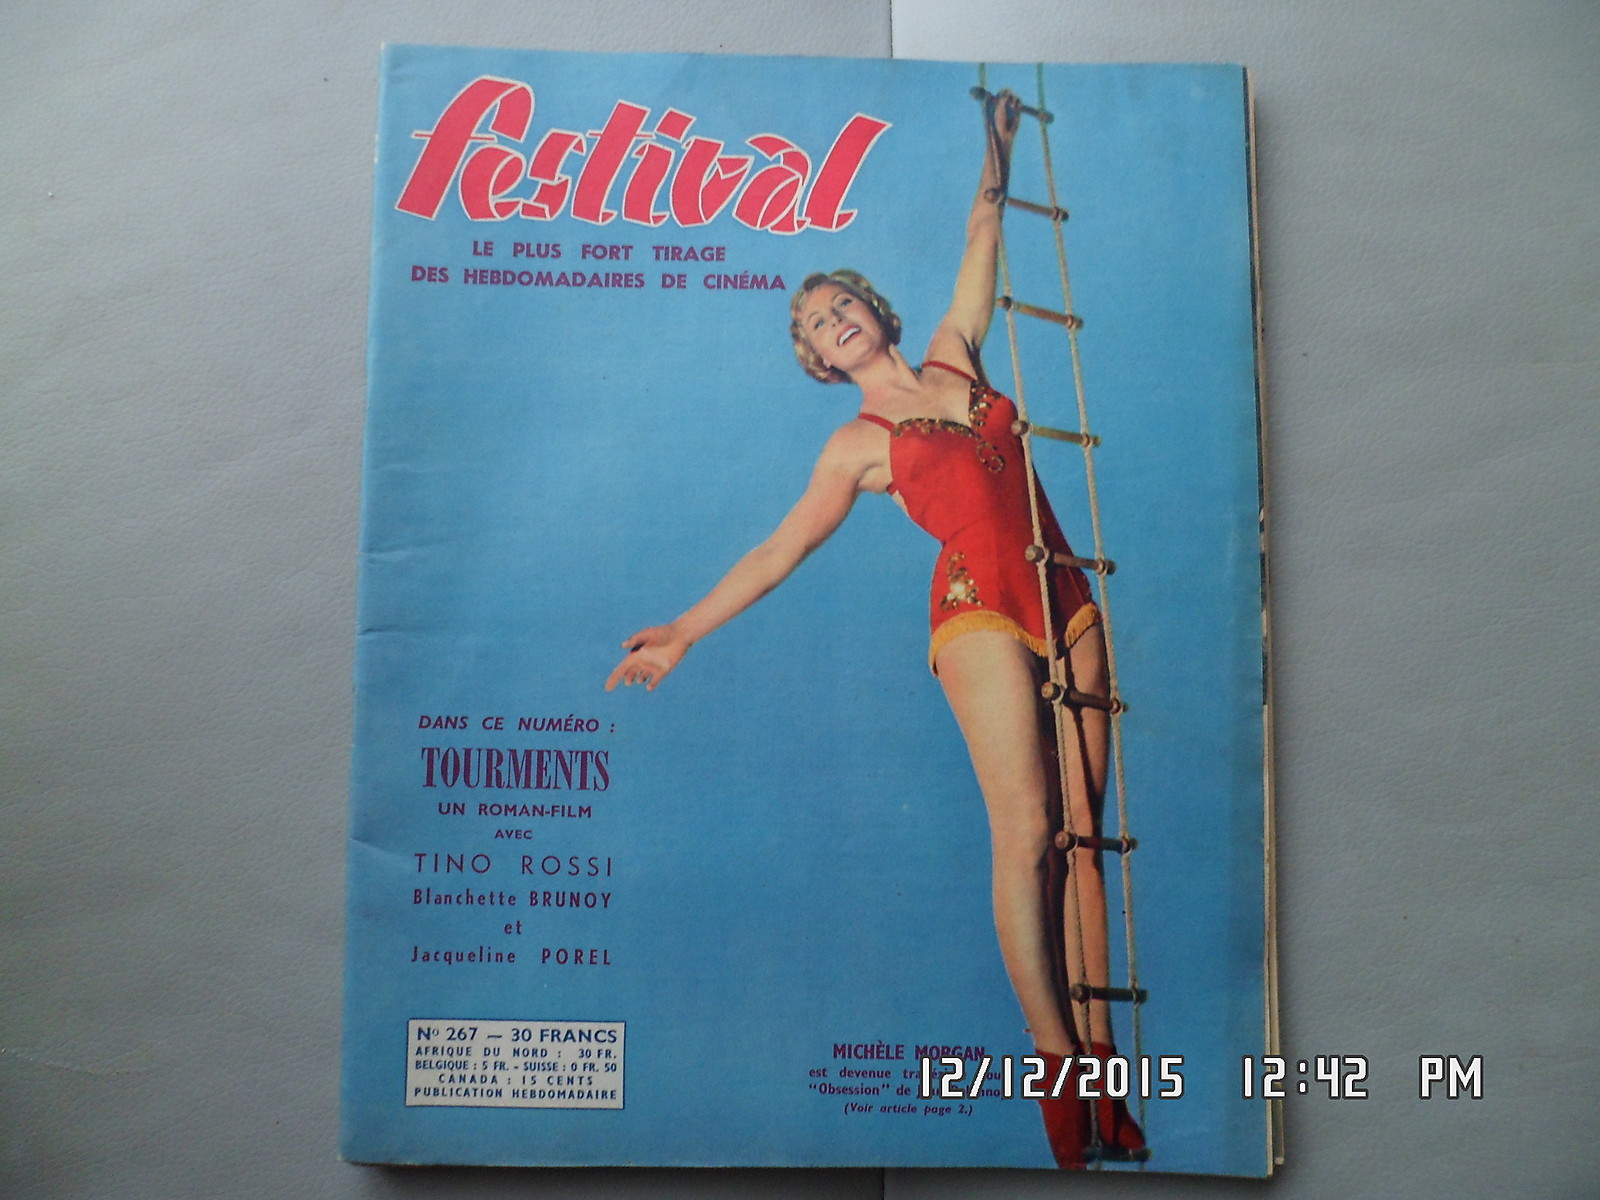 festival
LE PLUS FORT TIRAGE
DES HEBDOMADAIRES DE CINÉMA
DANS CE NUMÉRO :
TOURMENTS
UN ROMAN-FILM
AVEC
TINO ROSSI
Blanchette BRUNOY
et
Jacqueline POREL
Nº 267 — 30 FRANCS
AFRIQUE DU NORD : 30 FR.
BELGIQUE : 5 FR. - SUISSE : 0 FR. 50
CANADA : 15 CENTS
PUBLICATION HEBDOMADAIRE
MICHÈLE MORGAN
est devenue
"Obsession" de
(Voir article page 2.)
12/12/2015 12:42 PM